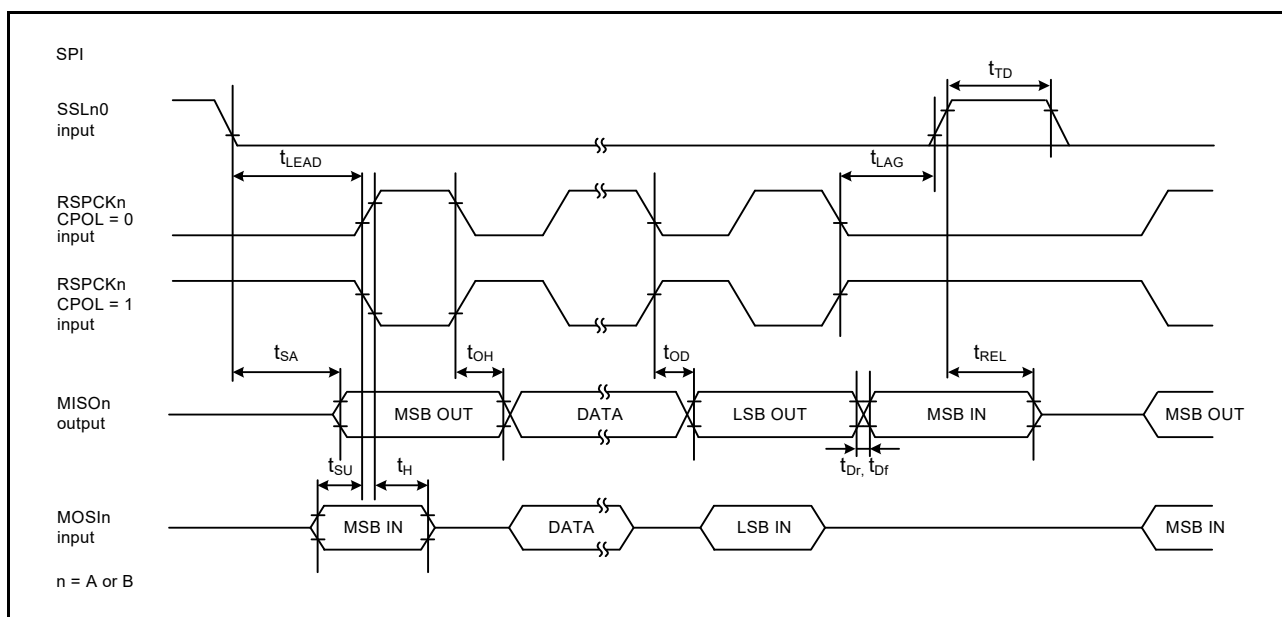 SPI
SSLn0
input
tTD
tLEAD
tLAG
RSPCKn
CPOL = 0
input
RSPCKn
CPOL = 1
input
tSA
tOH
tOD
tREL
MISOn
output
MSB OUT
DATA
LSB OUT
MSB IN
MSB OUT
tSU
tH
tDr, tDf
MOSIn
input
MSB IN
DATA
LSB IN
MSB IN
n = A or B